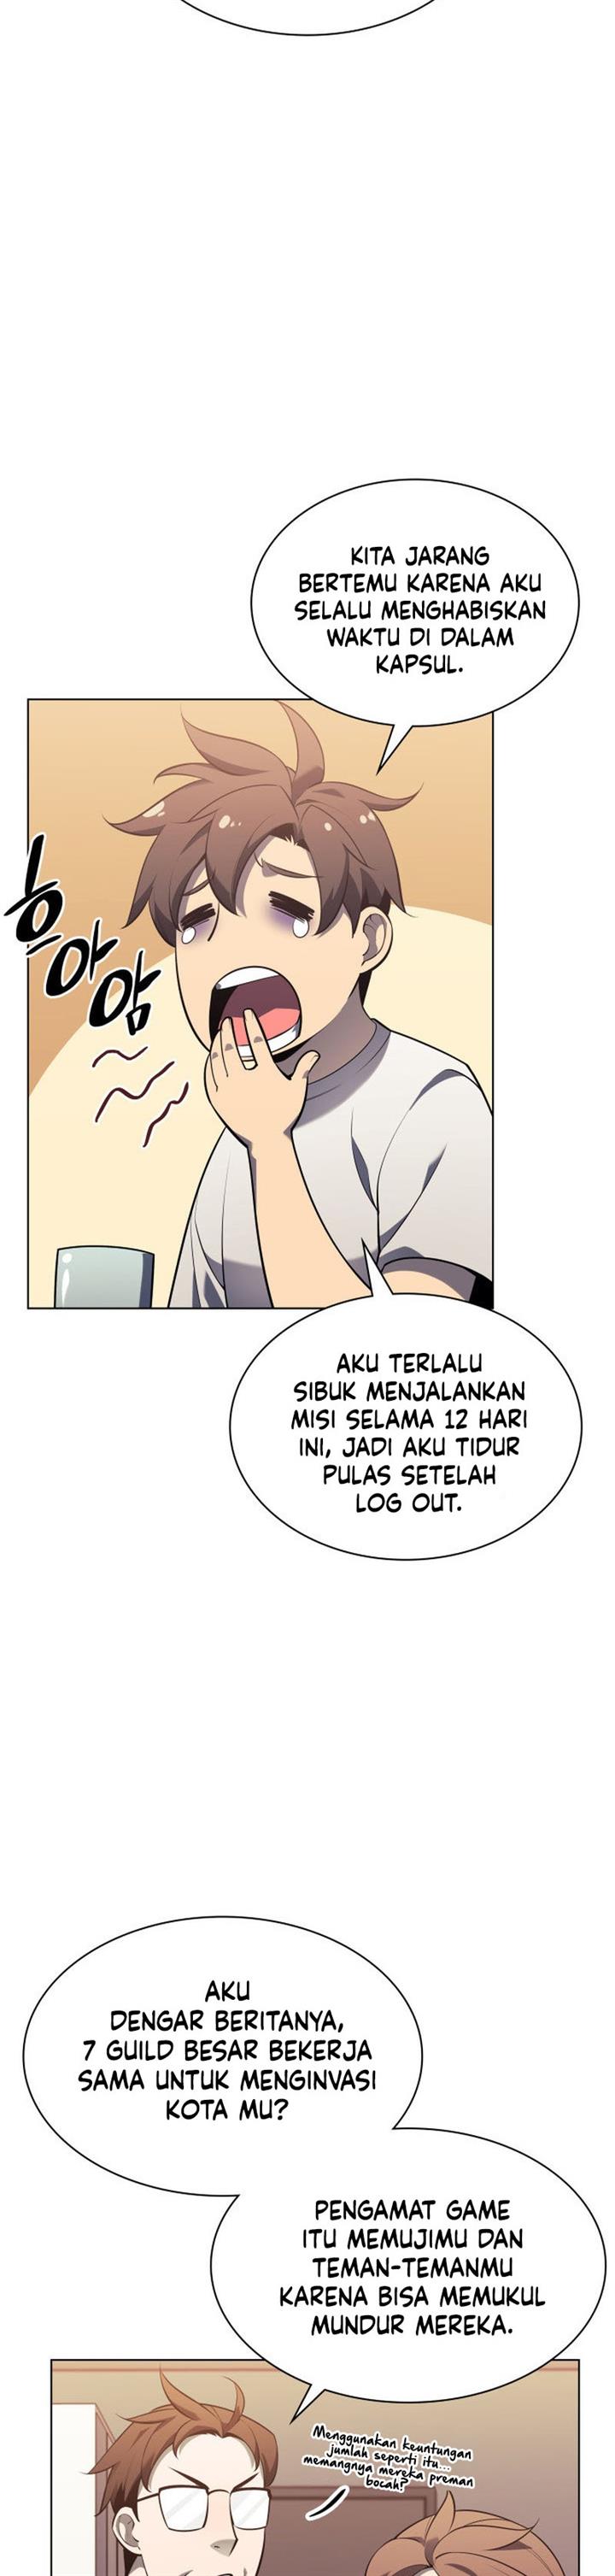 KITA JARANG
BERTEMU KARENA AKU
SELALU MENGHABISKAN
WAKTU DI DALAM
KAPSUL.
흐아암
AKU TERLALU
SIBUK MENJALANKAN
MISI SELAMA 12 HARI
INI, JADI AKU TIDUR
PULAS SETELAH
LOG OUT.
AKU
DENGAR BERITANYA,
7 GUILD BESAR BEKERJA
SAMA UNTUK MENGINVASI
KOTA MU?
PENGAMAT GAME
ITU MEMUJIMU DAN
TEMAN-TEMANMU
KARENA BISA MEMUKUL
MUNDUR MEREKA.
Menggunakan keuntungan
jumlah seperti itu...
memangnya mereka preman
bocah?